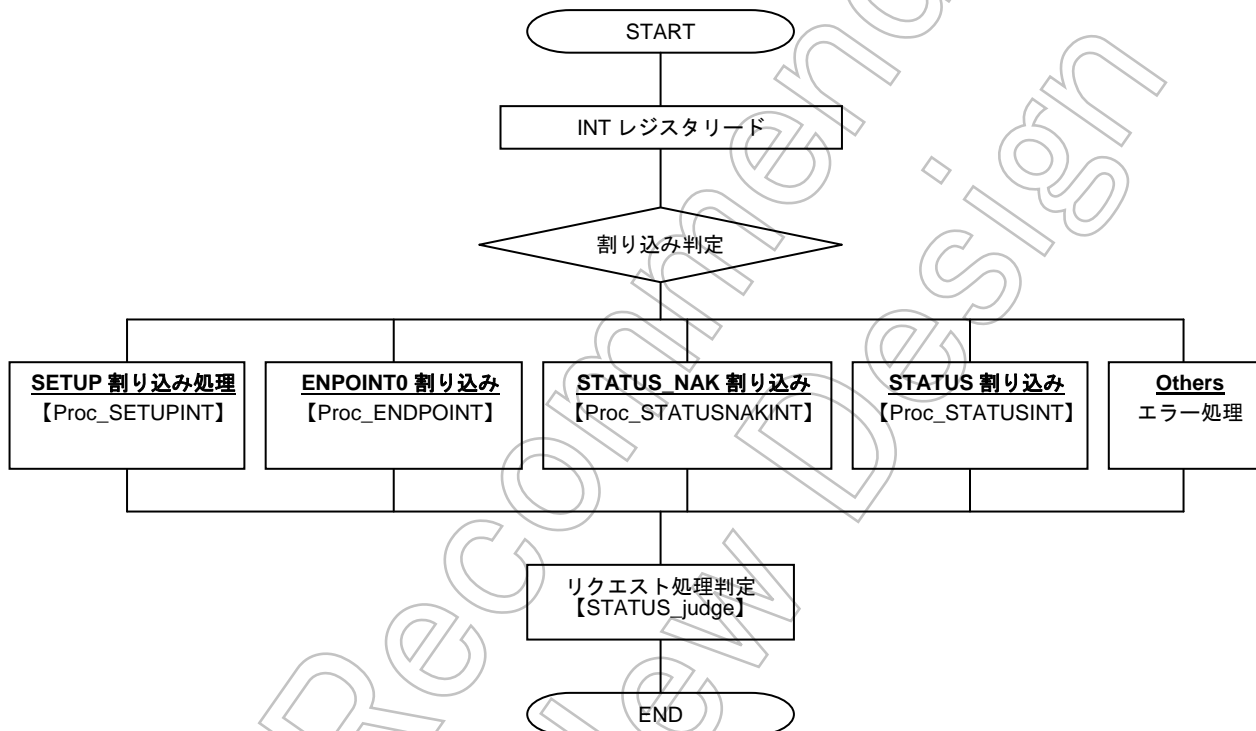 START
INT レジスタリード
割り込み判定
SETUP 割り込み処理
【Proc_SETUPINT】
ENPOINT0 割り込み
【Proc_ENDPOINT】
STATUS_NAK 割り込み
【Proc_STATUSNAKINT】
STATUS 割り込み
【Proc_STATUSINT】
Others
エラー処理
リクエスト処理判定
【STATUS_judge】
END
Recommend
New Design